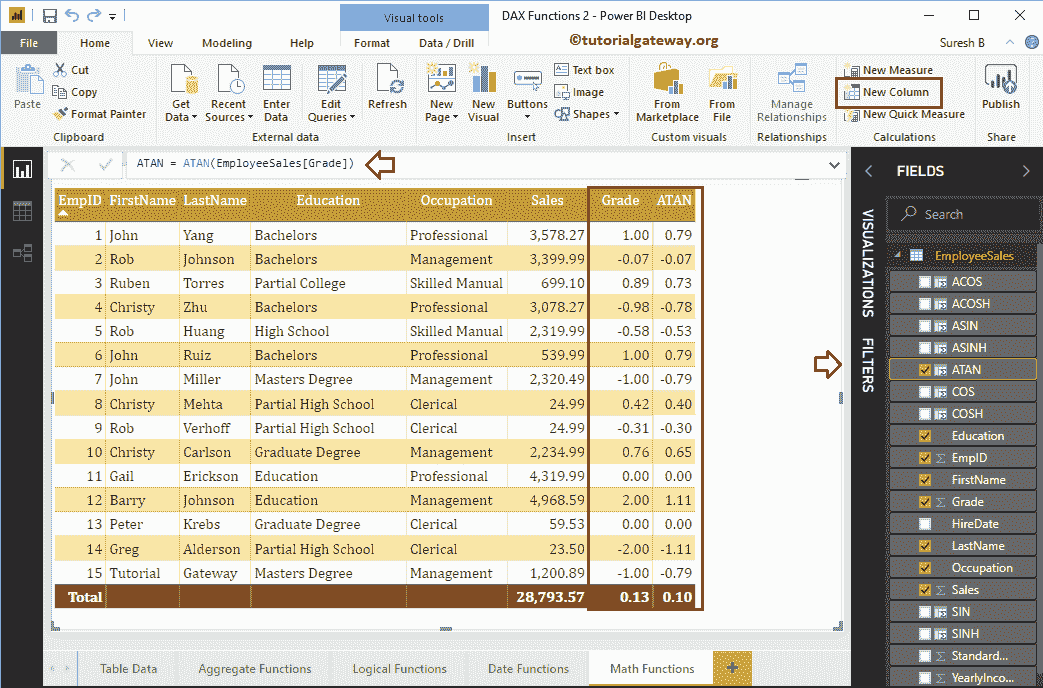 Visual tools
DAX Functions 2 - Power BI Desktop
File Home View Modeling Help Format Data / Drill
©tutorialgateway.org
Suresh B
Paste
Cut
Copy
Format Painter
Clipboard
Get Data
Recent Sources
Enter Data
Edit Queries
External data
Refresh
New Page
New Visual
Buttons
Text box
Image
Shapes
Insert
From Marketplace
From File
Custom visuals
Manage Relationships
Relationships
New Measure
New Column
New Quick Measure
Calculations
Publish
Share
ATAN = ATAN(EmployeeSales[Grade])
EmpID FirstName LastName Education Occupation Sales Grade ATAN
1 John Yang Bachelors Professional 3,578.27 1.00 0.79
2 Rob Johnson Bachelors Management 3,399.99 -0.07 -0.07
3 Ruben Torres Partial College Skilled Manual 699.10 0.89 0.73
4 Christy Zhu Bachelors Professional 3,078.27 -0.98 -0.78
5 Rob Huang High School Skilled Manual 2,319.99 -0.58 -0.53
6 John Ruiz Bachelors Professional 539.99 1.00 0.79
7 John Miller Masters Degree Management 2,320.49 -1.00 -0.79
8 Christy Mehta Partial High School Clerical 24.99 0.42 0.40
9 Rob Verhoff Partial High School Clerical 24.99 -0.31 -0.30
10 Christy Carlson Graduate Degree Management 2,234.99 0.76 0.65
11 Gail Erickson Education Professional 4,319.99 0.00 0.00
12 Barry Johnson Education Management 4,968.59 2.00 1.11
13 Peter Krebs Graduate Degree Clerical 59.53 0.00 0.00
14 Greg Alderson Partial High School Clerical 23.50 -2.00 -1.11
15 Tutorial Gateway Masters Degree Management 1,200.89 -1.00 -0.79
Total 28,793.57 0.13 0.10
VISUALIZATIONS
FILTERS
FIELDS
Search
EmployeeSales
ACOS
ACOSH
ASIN
ASINH
ATAN
COS
COSH
Education
EmpID
FirstName
Grade
HireDate
LastName
Occupation
Sales
SIN
SINH
Standard...
YearlyInco...
Table Data Aggregate Functions Logical Functions Date Functions Math Functions